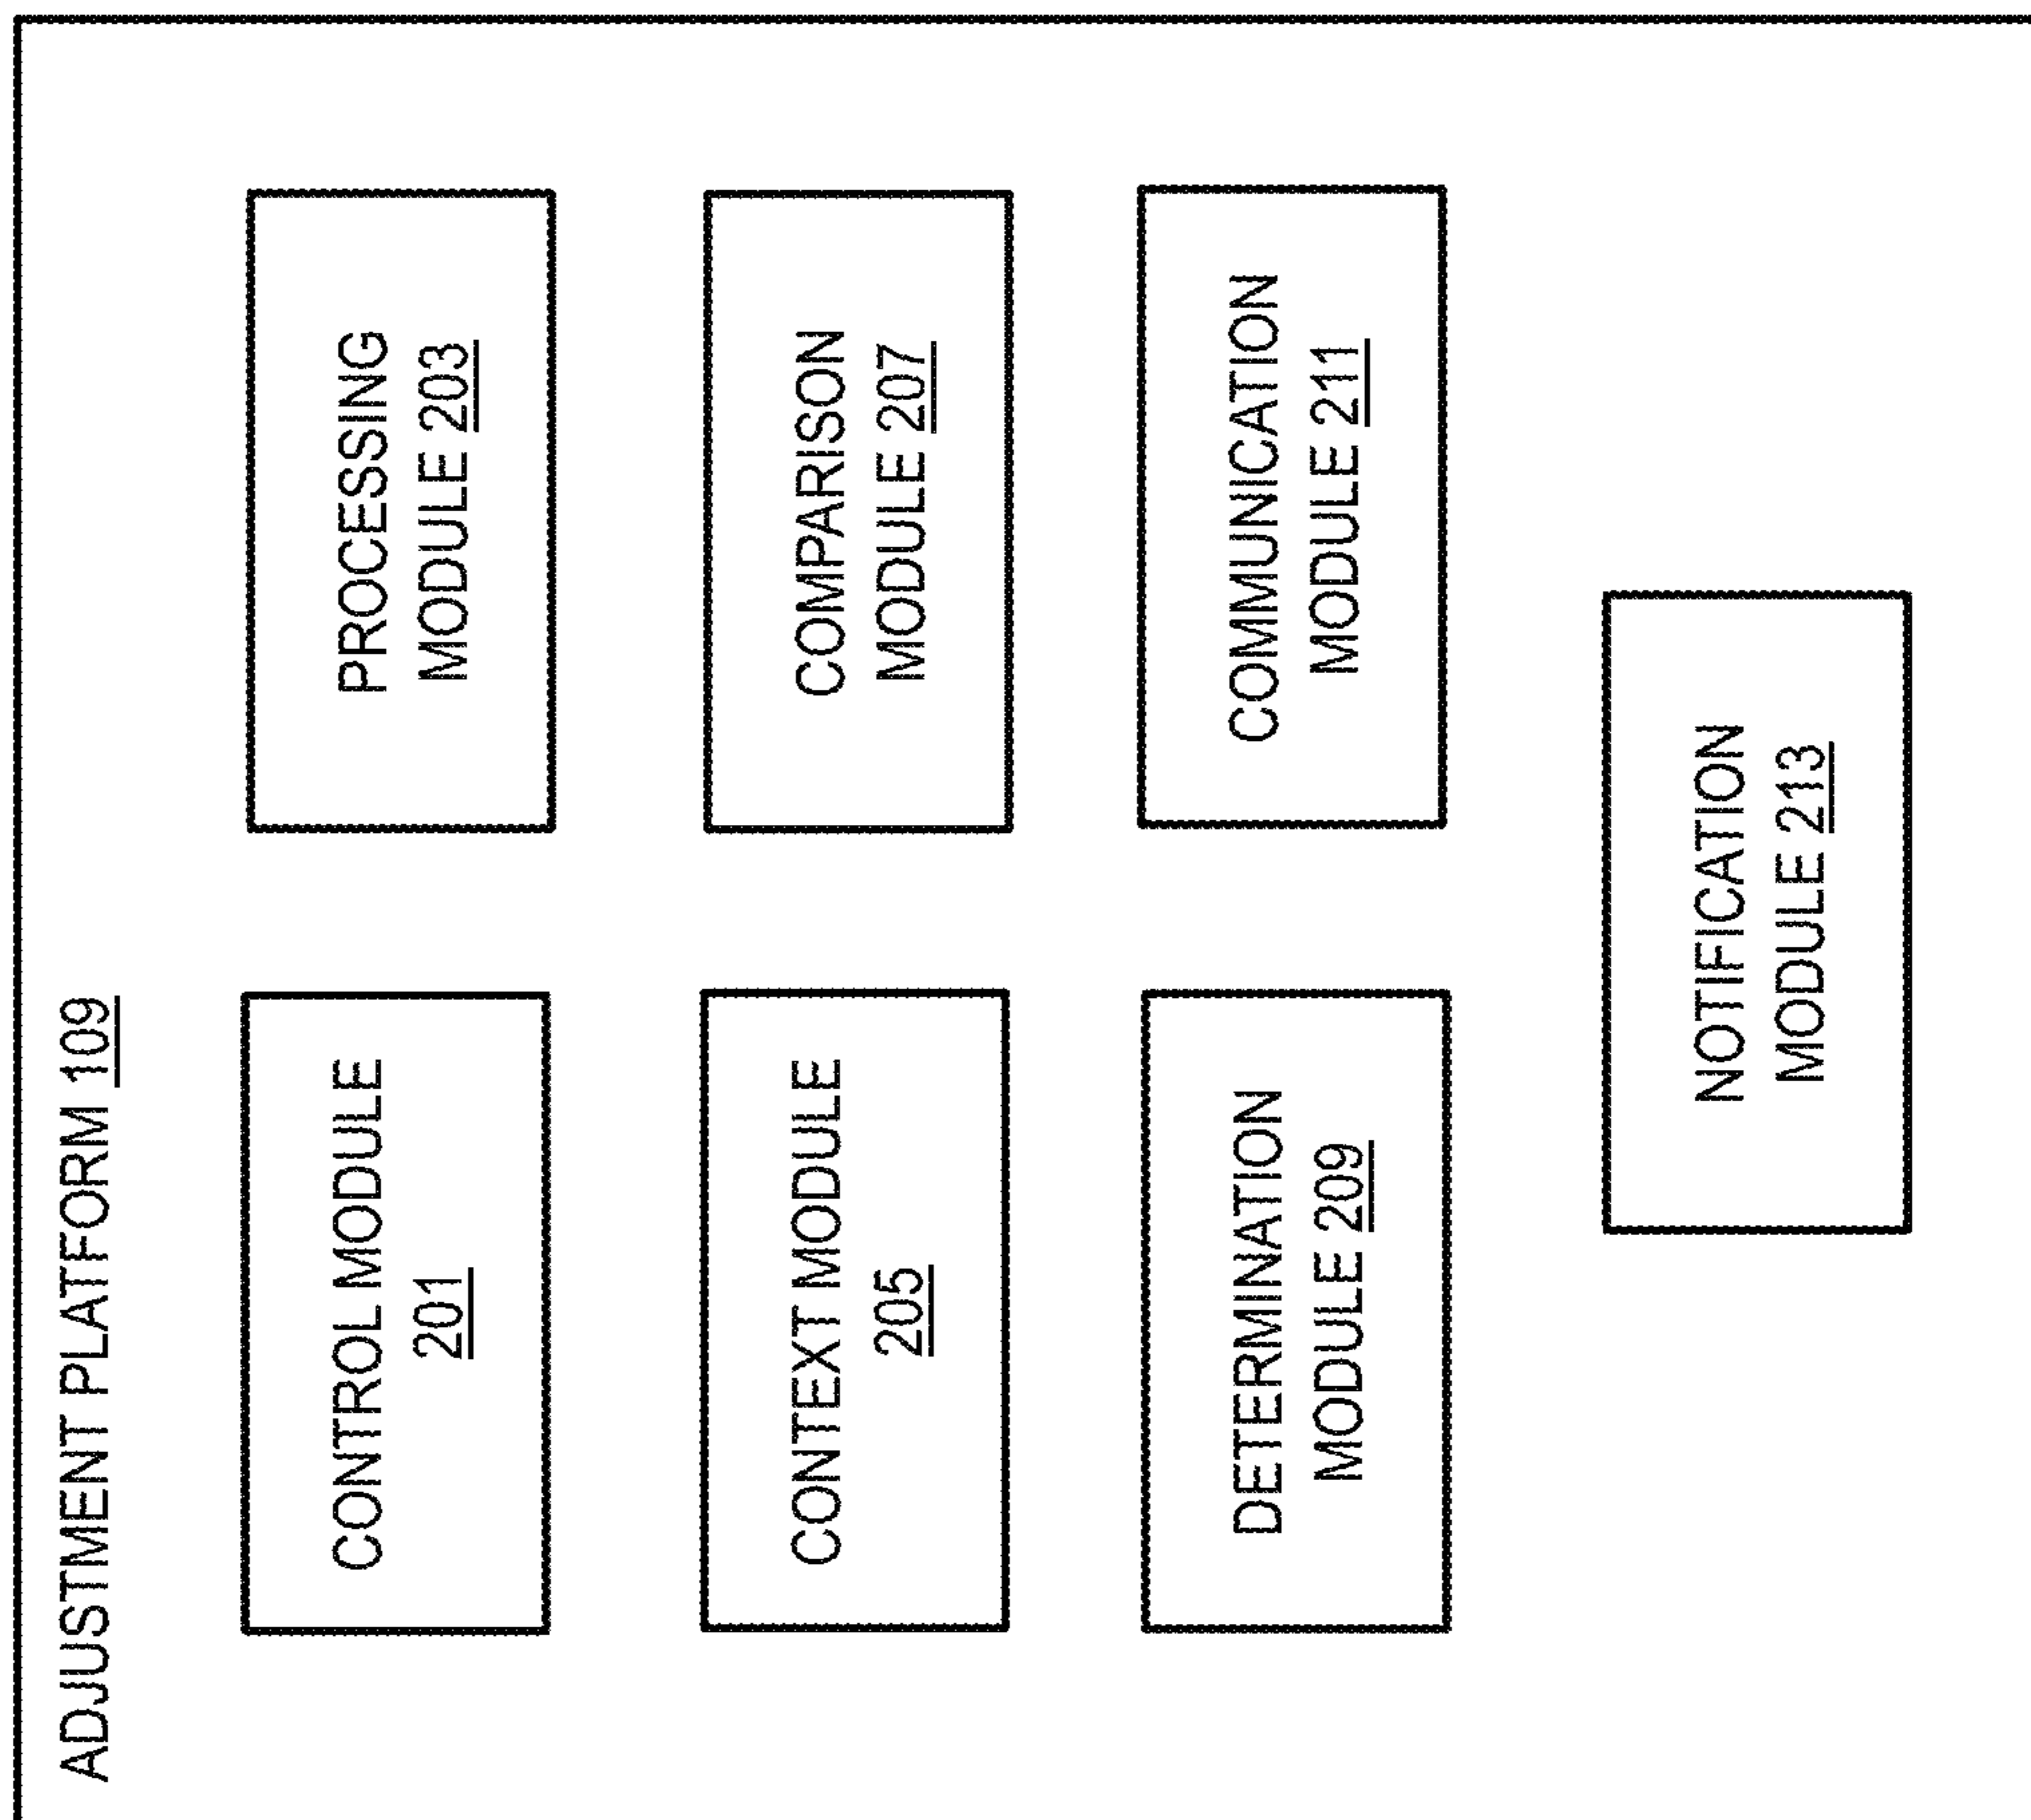 ADJUSTMENT PLATFORM 109
CONTROL MODULE
201
PROCESSING
MODULE 203
CONTEXT MODULE
205
COMPARISON
MODULE 207
DETERMINATION
MODULE 209
COMMUNICATION
MODULE 211
NOTIFICATION
MODULE 213